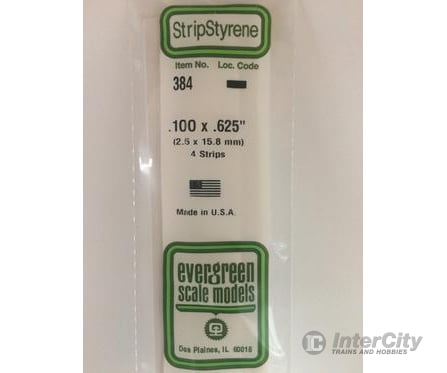 StripStyrene
Item No. Loc. Code
384
.100 x .625"
(2.5 x 15.8 mm)
4 Strips
Made in U.S.A.
evergreen
scale models
Des Plaines, IL 60018
InterCity
TRAINS AND HOBBIES